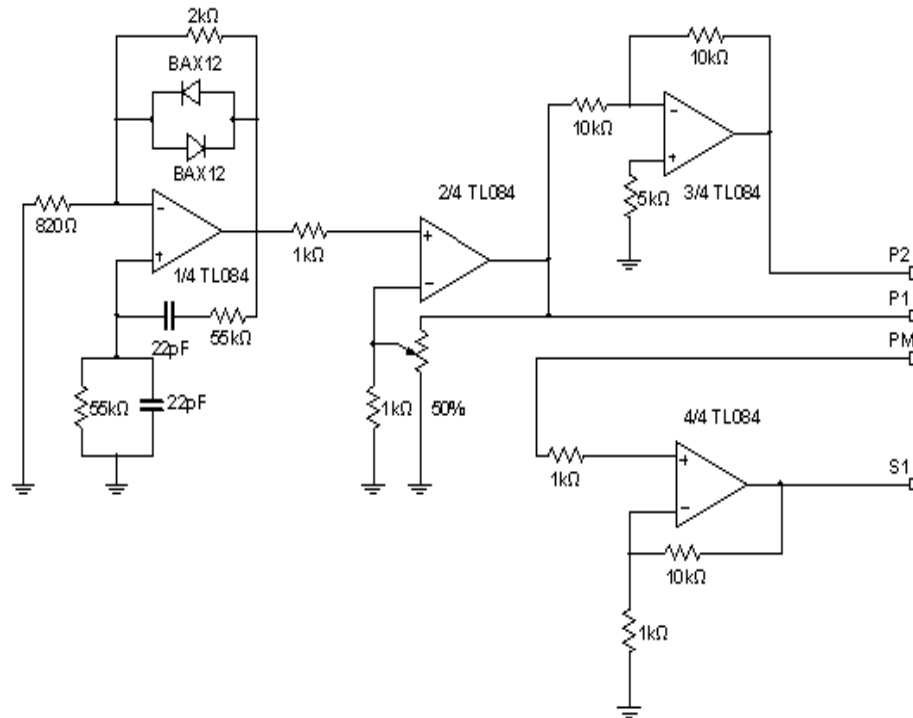 2kΩ
BAX12
BAX12
820Ω
-
+
1/4 TL084
22pF
55kΩ
55kΩ
22pF
1kΩ
2/4 TL084
+
-
1kΩ
50%
10kΩ
10kΩ
-
+
5kΩ
3/4 TL084
P2
P1
PM
4/4 TL084
1kΩ
+
-
S1
10kΩ
1kΩ